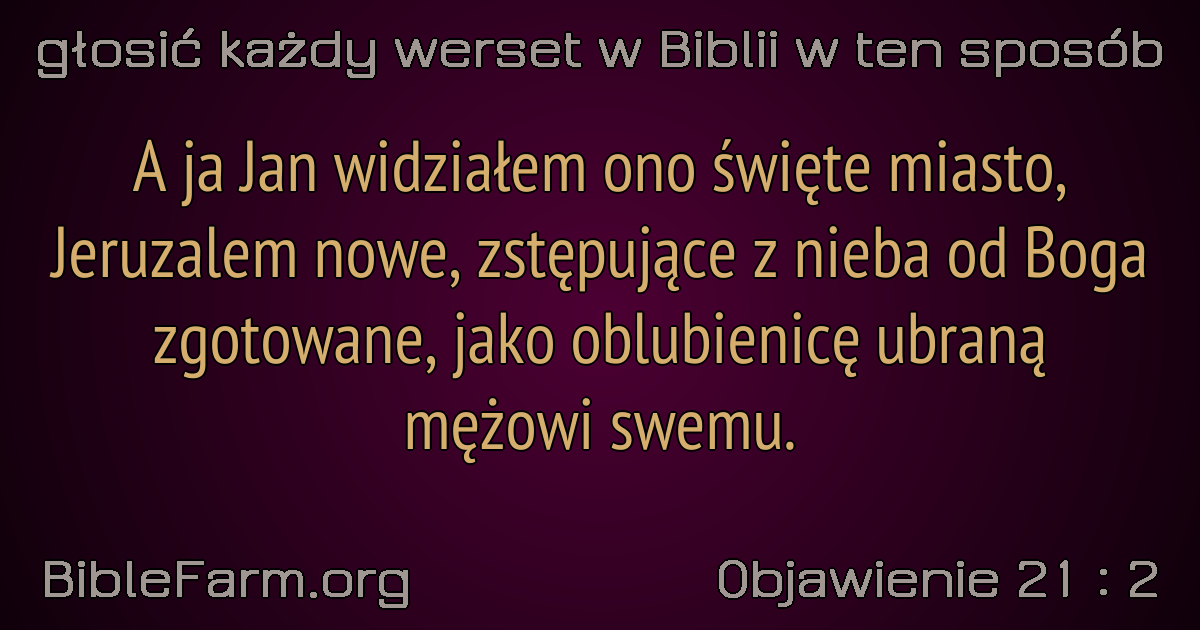 głosić każdy werset w Biblii w ten sposób
A ja Jan widziałem ono święte miasto,
Jeruzalem nowe, zstępujące z nieba od Boga
zgotowane, jako oblubienicę ubraną
mężowi swemu.
BibleFarm.org
Objawienie 21 : 2